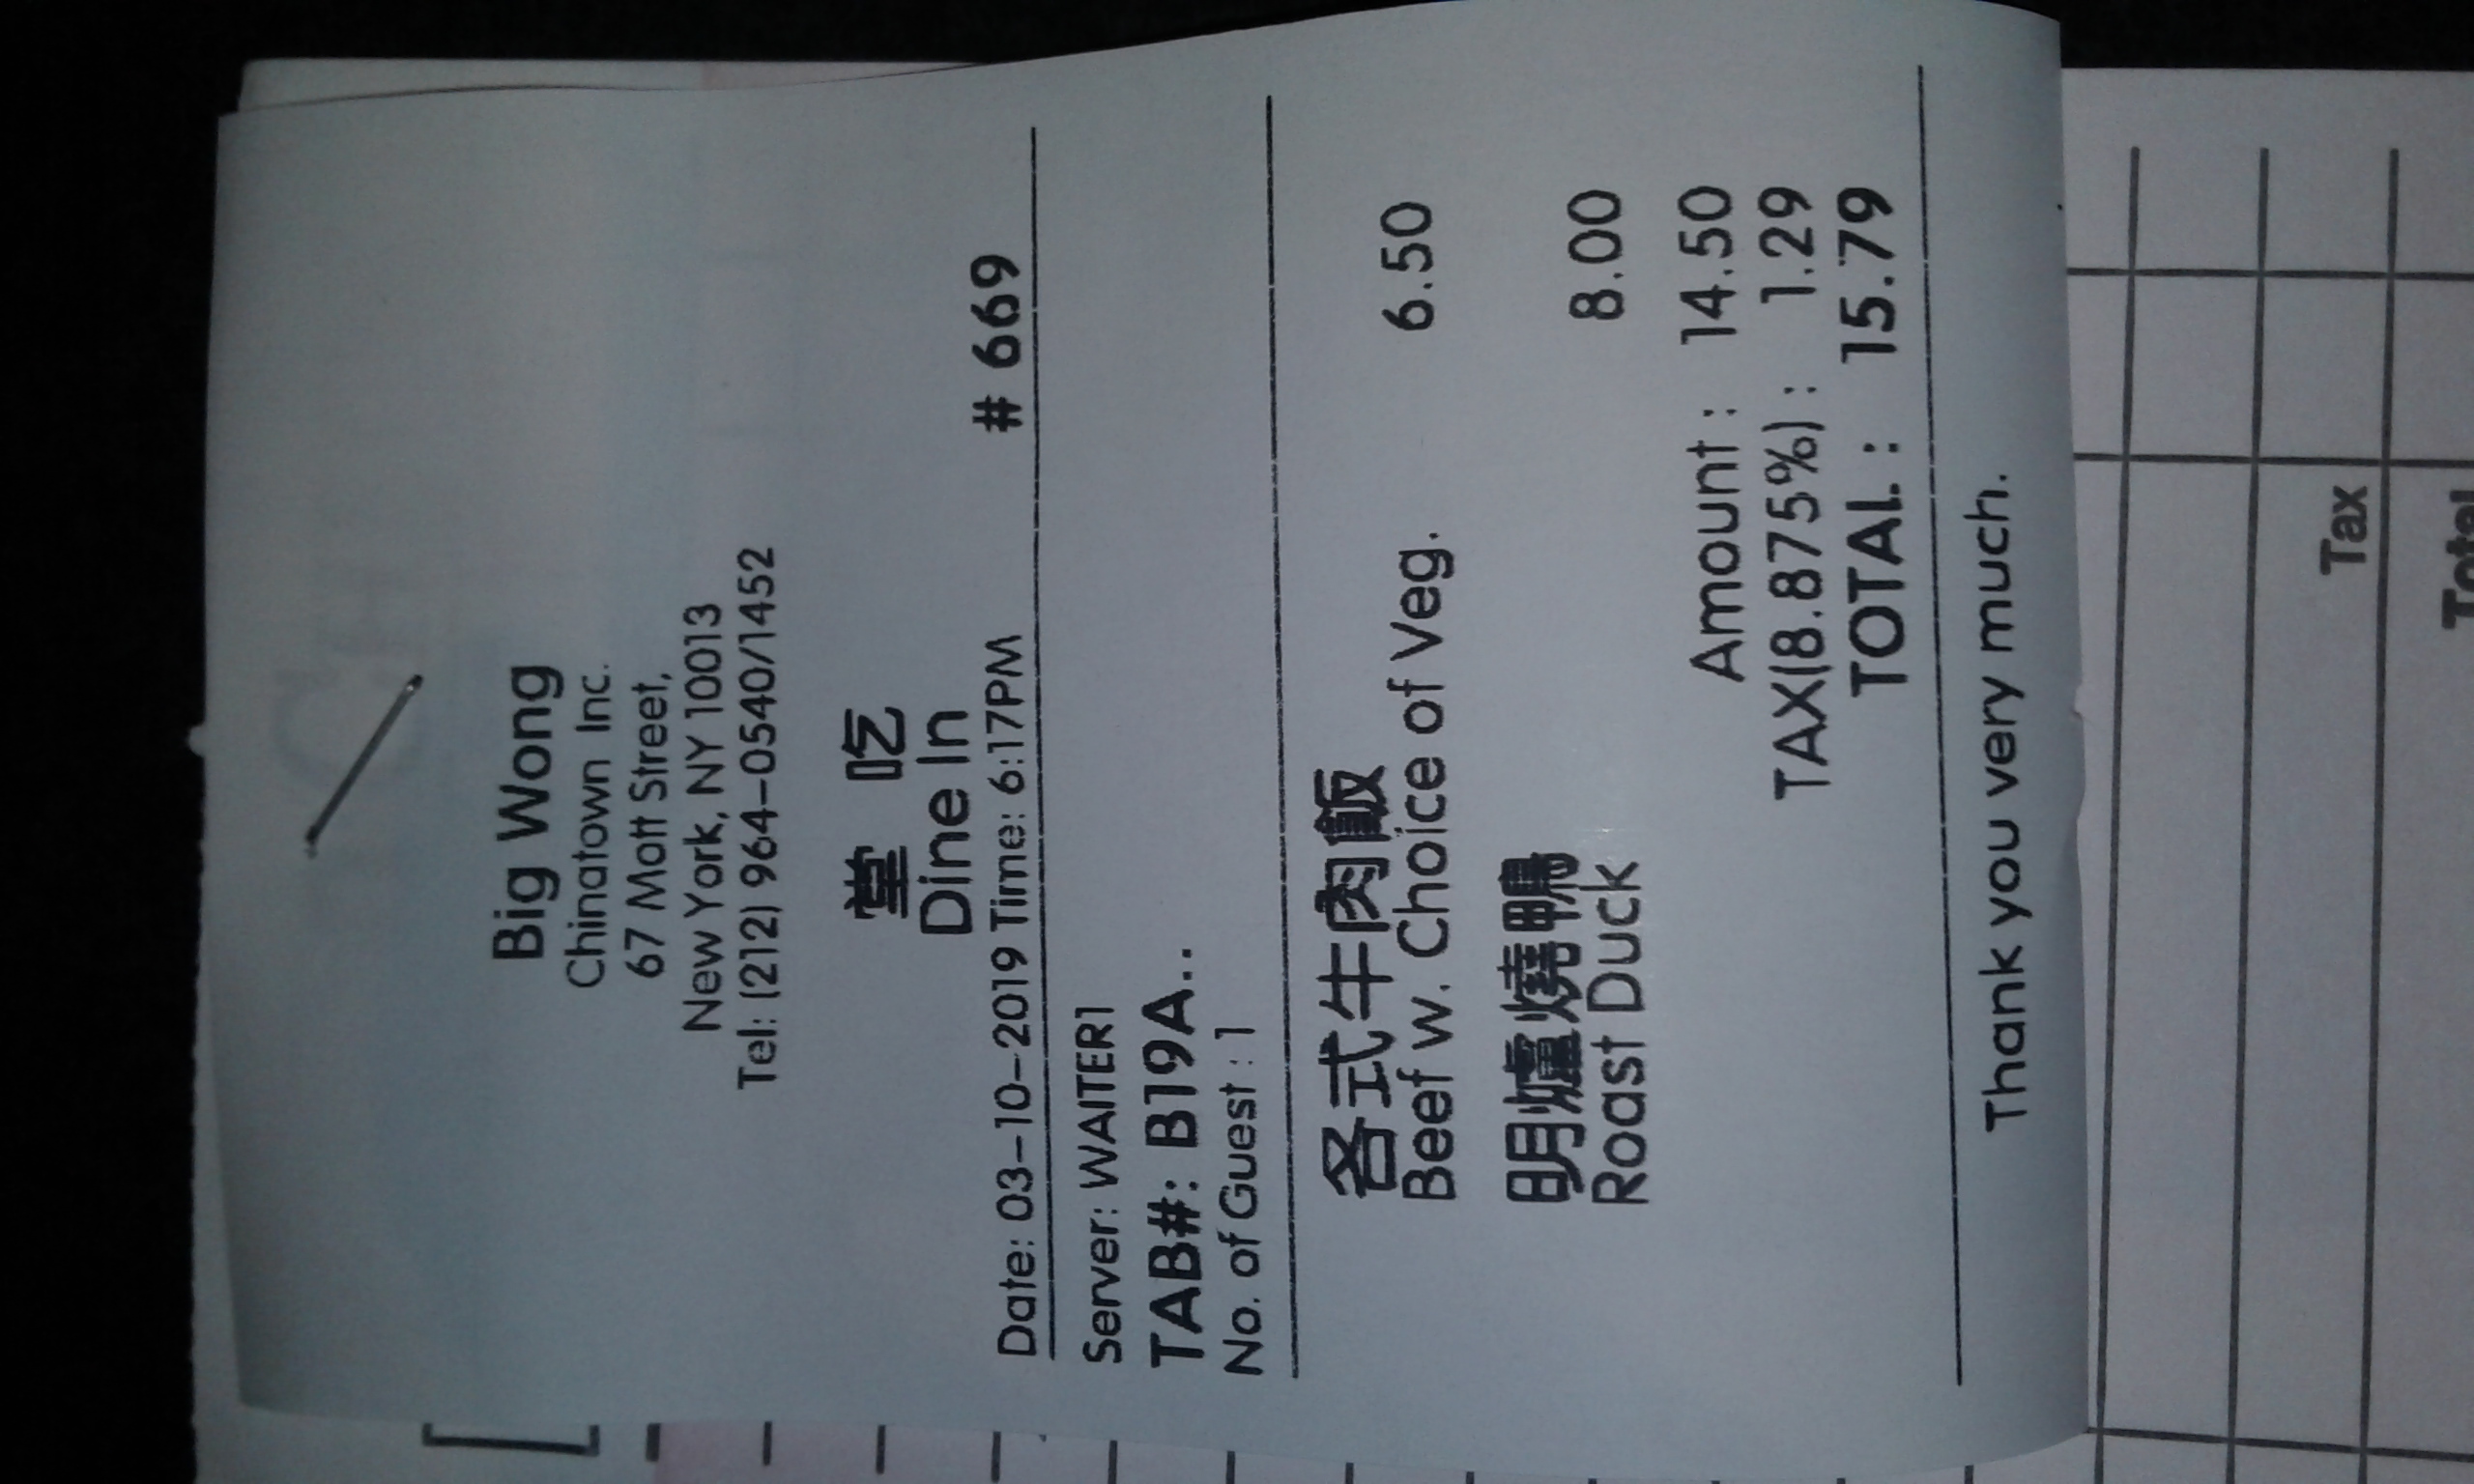 Big Wong
Chinatown Inc.
67 Mott Street,
New York, NY 10013
Tel: (212) 964-0540/1452
堂 吃
Dine In
Date: 03-10-2019 Time: 6:17PM # 669
Server: WAITER1
TAB#: B19A..
No. of Guest : 1
各式牛肉飯
Beef w. Choice of Veg. 6.50
明爐燒鴨
Roast Duck 8.00
Amount : 14.50
TAX(8.875%) : 1.29
TOTAL : 15.79
Thank you very much.
Tax
Total